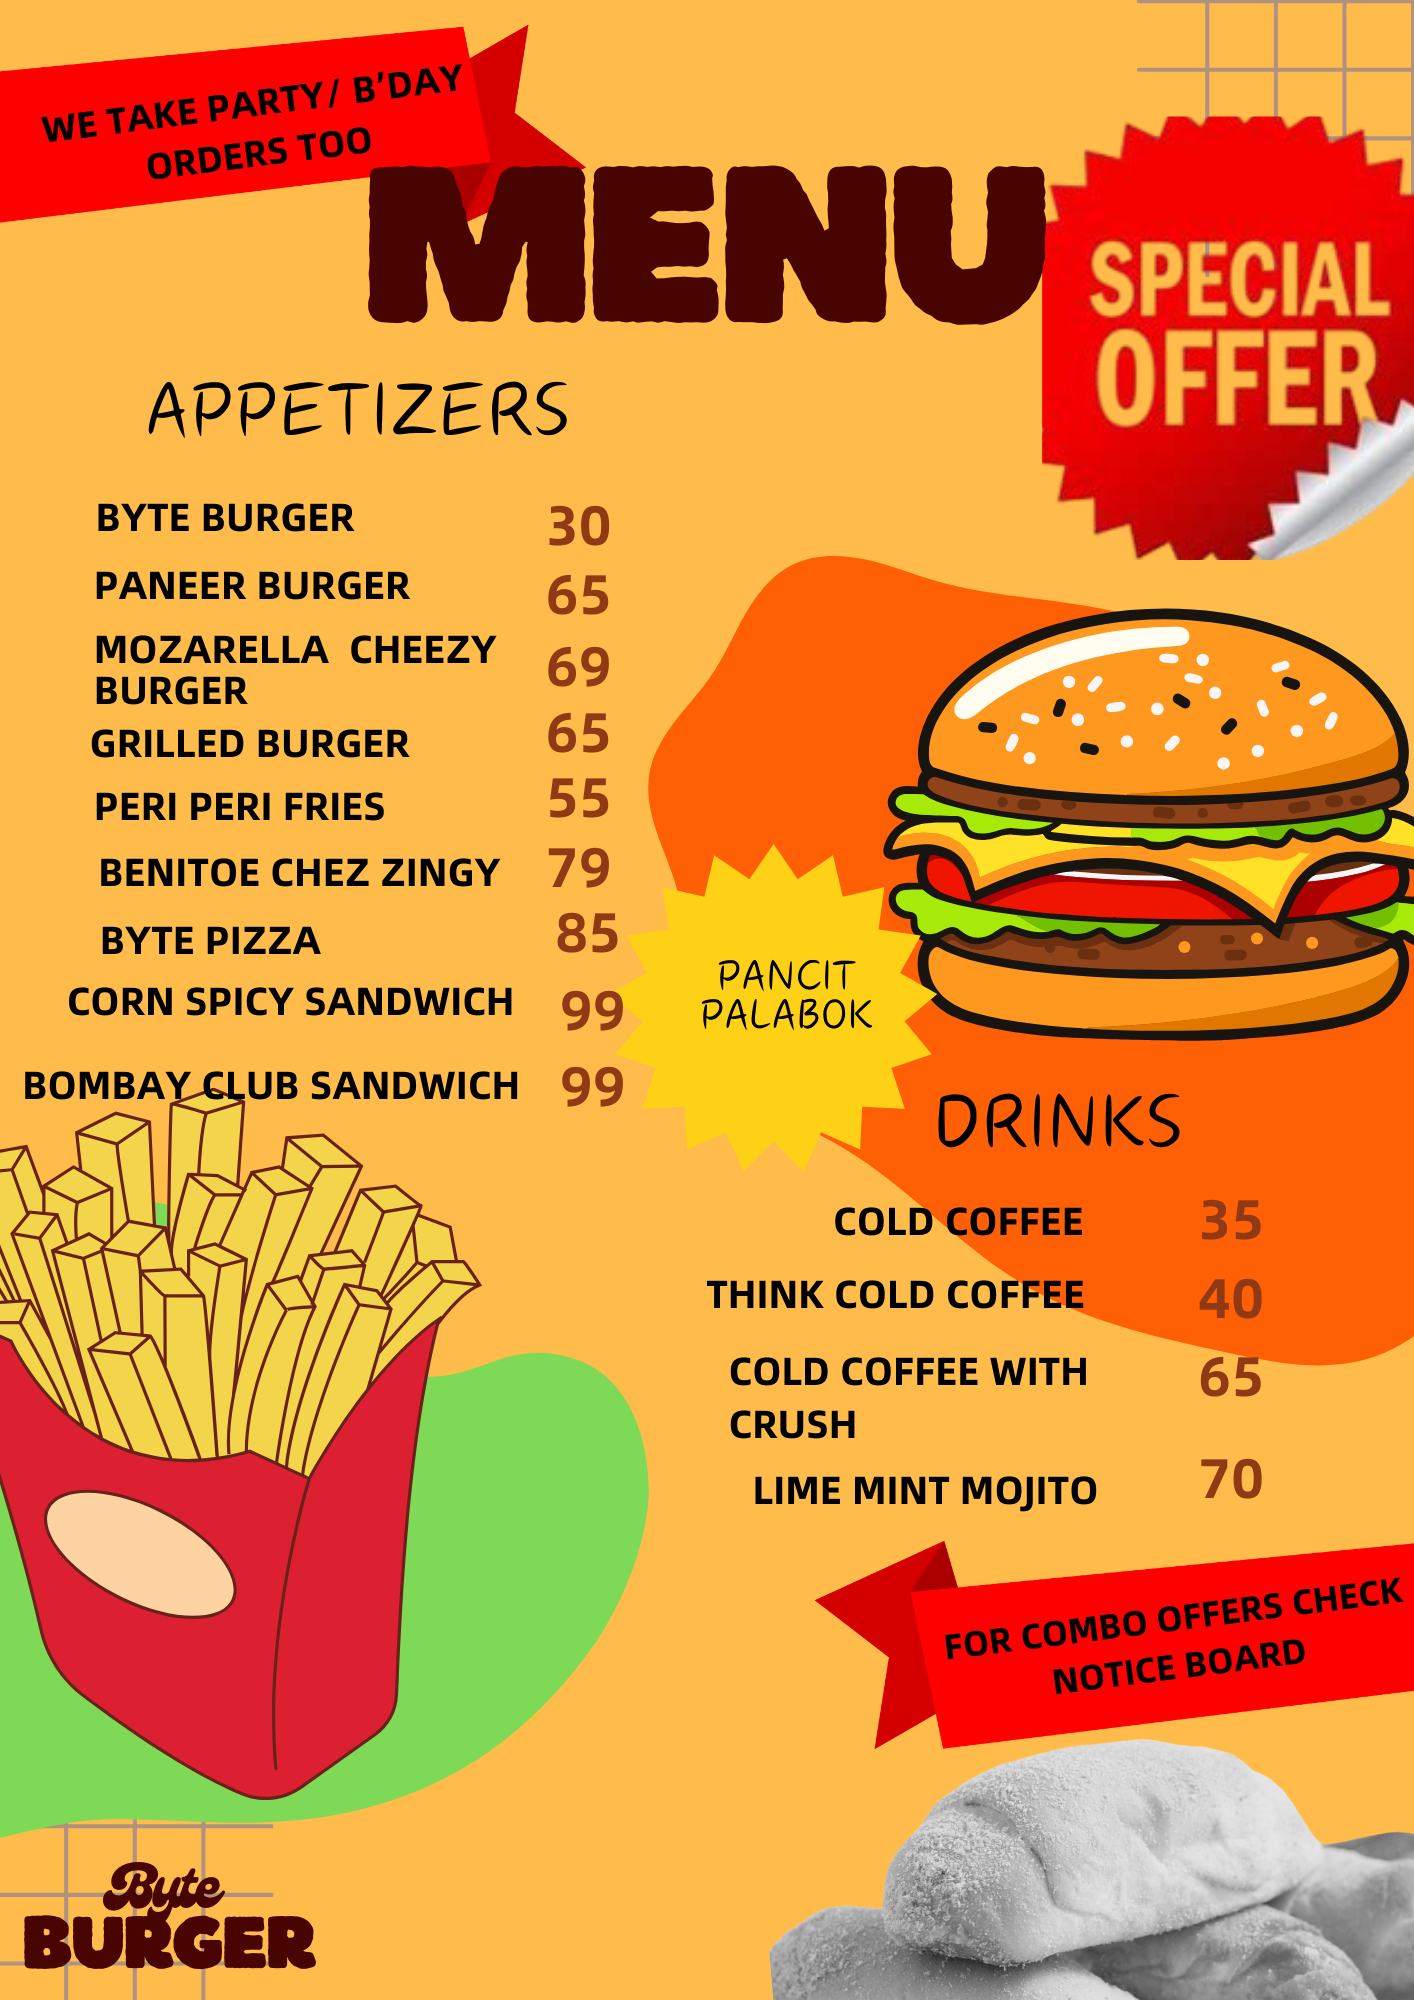 WE TAKE PARTY/ B'DAY
ORDERS TOO
MENU
SPECIAL
OFFER
APPETIZERS
BYTE BURGER 30
PANEER BURGER 65
MOZARELLA CHEEZY 69
BURGER
GRILLED BURGER 65
PERI PERI FRIES 55
BENITOE CHEZ ZINGY 79
BYTE PIZZA 85
CORN SPICY SANDWICH 99
BOMBAY CLUB SANDWICH 99
PANCIT
PALABOK
DRINKS
COLD COFFEE 35
THINK COLD COFFEE 40
COLD COFFEE WITH 65
CRUSH
LIME MINT MOJITO 70
FOR COMBO OFFERS CHECK
NOTICE BOARD
Byte
BURGER